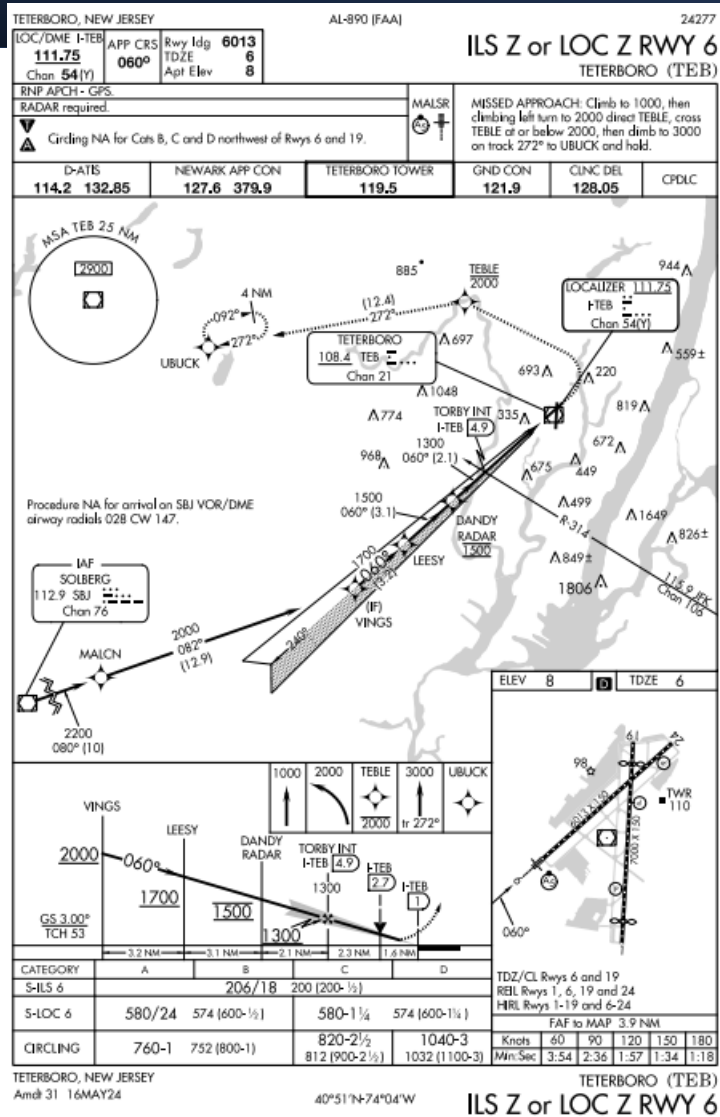 TETERBORO, NEW JERSEY
AL-890 (FAA)
24277
LOC/DME I-TEB
111.75
Chan 54(Y)
APP CRS
060°
Rwy ldg 6013
TDZE 6
Apt Elev 8
ILS Z or LOC Z RWY 6
TETERBORO (TEB)
RNP APCH - GPS.
RADAR required.
Circling NA for Cats B, C and D northwest of Rwys 6 and 19.
MALSR
MISSED APPROACH: Climb to 1000, then
climbing left turn to 2000 direct TEBLE, cross
TEBLE at or below 2000, then climb to 3000
on track 272° to UBUCK and hold.
D-ATIS
114.2 132.85
NEWARK APP CON
127.6 379.9
TETERBORO TOWER
119.5
GND CON
121.9
CLNC DEL
128.05
CPDLC
MSA TEB 25 NM
2900
885
TEBLE
2000
944
LOCALIZER 111.75
I-TEB
Chan 54(Y)
4 NM
092°
272°
UBUCK
(12.4)
272°
TETERBORO
108.4 TEB
Chan 21
697
693
220
559±
1048
774
TORBY INT
I-TEB 4.9
335
819
968
1300
060° (2.1)
672
675
449
1500
060° (3.1)
499
1649
DANDY
RADAR
1500
R-314
826±
Procedure NA for arrival on SBJ VOR/DME
airway radials 028 CW 147.
LEESY
849±
1806
115.9 JFK
Chan 106
1700
060°
(3.2)
(IF)
VINGS
240°
IAF
SOLBERG
112.9 SBJ
Chan 76
MALCN
2000
082°
(12.9)
2200
080° (10)
ELEV 8
D
TDZE 6
98
19
24
TWR
110
6013 X 150
7000 X 150
060°
1000
2000
TEBLE
2000
3000
tr 272°
UBUCK
VINGS
LEESY
DANDY
RADAR
TORBY INT
I-TEB 4.9
I-TEB
2.7
I-TEB
1
2000
060°
1700
1500
1300
1300
GS 3.00°
TCH 53
3.2 NM
3.1 NM
2.1 NM
2.3 NM
1.6 NM
CATEGORY A B C D
S-ILS 6 206/18 200 (200-½)
S-LOC 6 580/24 574 (600-½) 580-1¼ 574 (600-1¼)
CIRCLING 760-1 752 (800-1) 820-2½ 812 (900-2½) 1040-3 1032 (1100-3)
TDZ/CL Rwys 6 and 19
REIL Rwys 1, 6, 19 and 24
HIRL Rwys 1-19 and 6-24
FAF to MAP 3.9 NM
Knots 60 90 120 150 180
Min:Sec 3:54 2:36 1:57 1:34 1:18
TETERBORO, NEW JERSEY
Amdt 31 16MAY24
40°51'N-74°04'W
TETERBORO (TEB)
ILS Z or LOC Z RWY 6